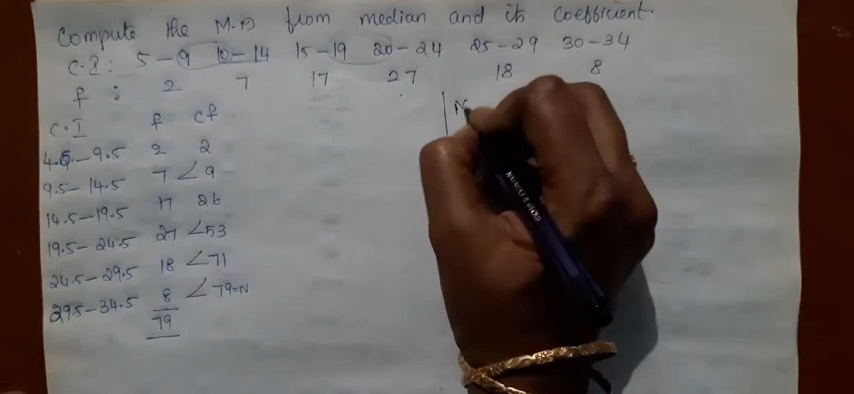 Compute the M.D from median and its Coefficient.
C.I : 5 – 9 10 – 14 15 – 19 20 – 24 25 – 29 30 – 34
f : 2 7 17 27 18 8
C.I f cf
4.5 – 9.5 2 2
9.5 – 14.5 7 9
14.5 – 19.5 17 26
19.5 – 24.5 27 53
24.5 – 29.5 18 71
29.5 – 34.5 8 79=N
79
N